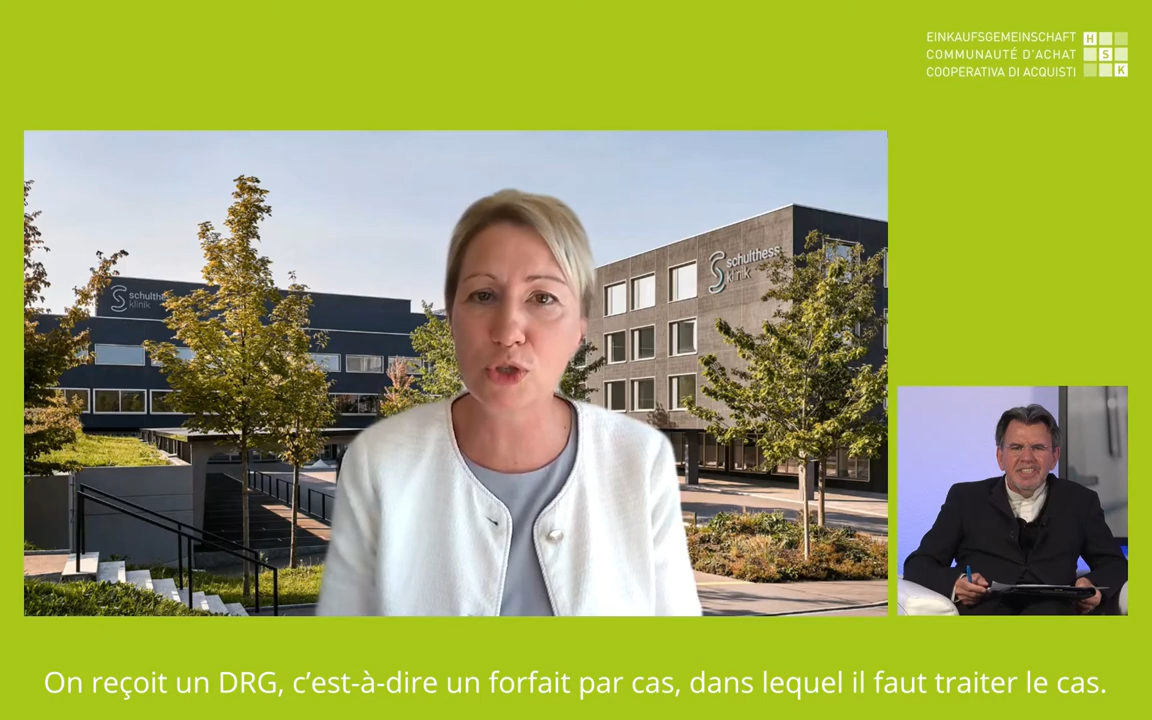 EINKAUFSGEMEINSCHAFT
COMMUNAUTÉ D'ACHAT
COOPERATIVA DI ACQUISTI
H
S
K
schulthess
klinik
schulthess
klinik
On reçoit un DRG, c’est-à-dire un forfait par cas, dans lequel il faut traiter le cas.